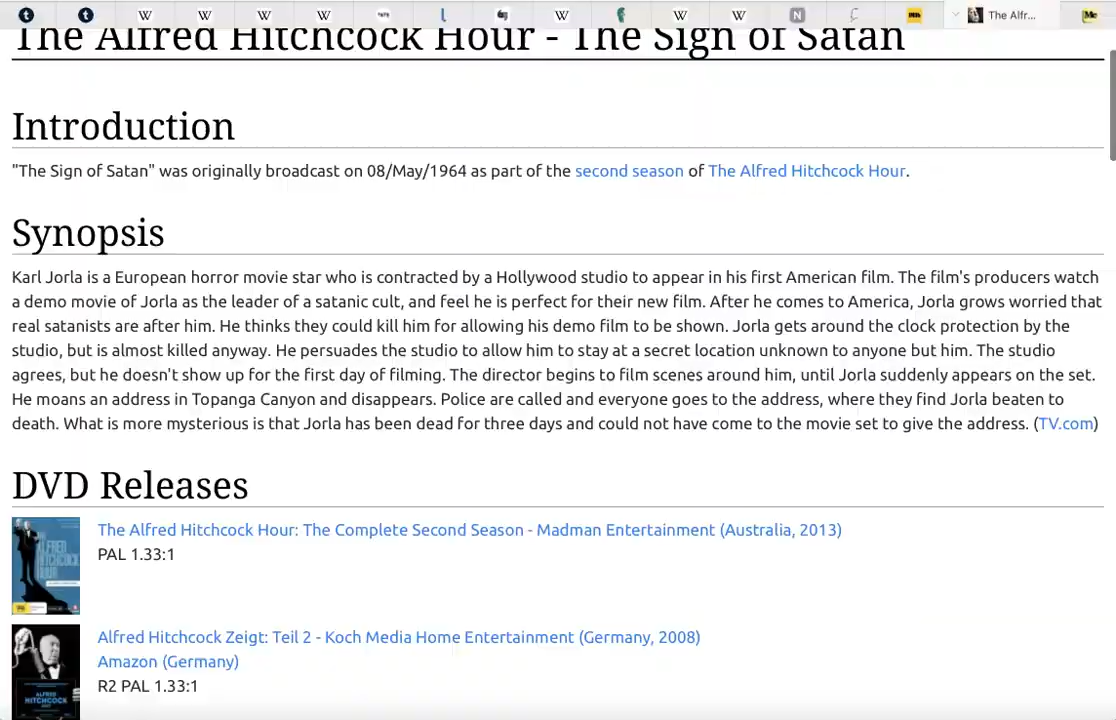 The Alfr...
The Alfred Hitchcock Hour - The Sign of Satan
Introduction
"The Sign of Satan" was originally broadcast on 08/May/1964 as part of the second season of The Alfred Hitchcock Hour.
Synopsis
Karl Jorla is a European horror movie star who is contracted by a Hollywood studio to appear in his first American film. The film's producers watch
a demo movie of Jorla as the leader of a satanic cult, and feel he is perfect for their new film. After he comes to America, Jorla grows worried that
real satanists are after him. He thinks they could kill him for allowing his demo film to be shown. Jorla gets around the clock protection by the
studio, but is almost killed anyway. He persuades the studio to allow him to stay at a secret location unknown to anyone but him. The studio
agrees, but he doesn't show up for the first day of filming. The director begins to film scenes around him, until Jorla suddenly appears on the set.
He moans an address in Topanga Canyon and disappears. Police are called and everyone goes to the address, where they find Jorla beaten to
death. What is more mysterious is that Jorla has been dead for three days and could not have come to the movie set to give the address. (TV.com)
DVD Releases
The Alfred Hitchcock Hour: The Complete Second Season - Madman Entertainment (Australia, 2013)
PAL 1.33:1
Alfred Hitchcock Zeigt: Teil 2 - Koch Media Home Entertainment (Germany, 2008)
Amazon (Germany)
R2 PAL 1.33:1
ALFRED
HITCHCOCK